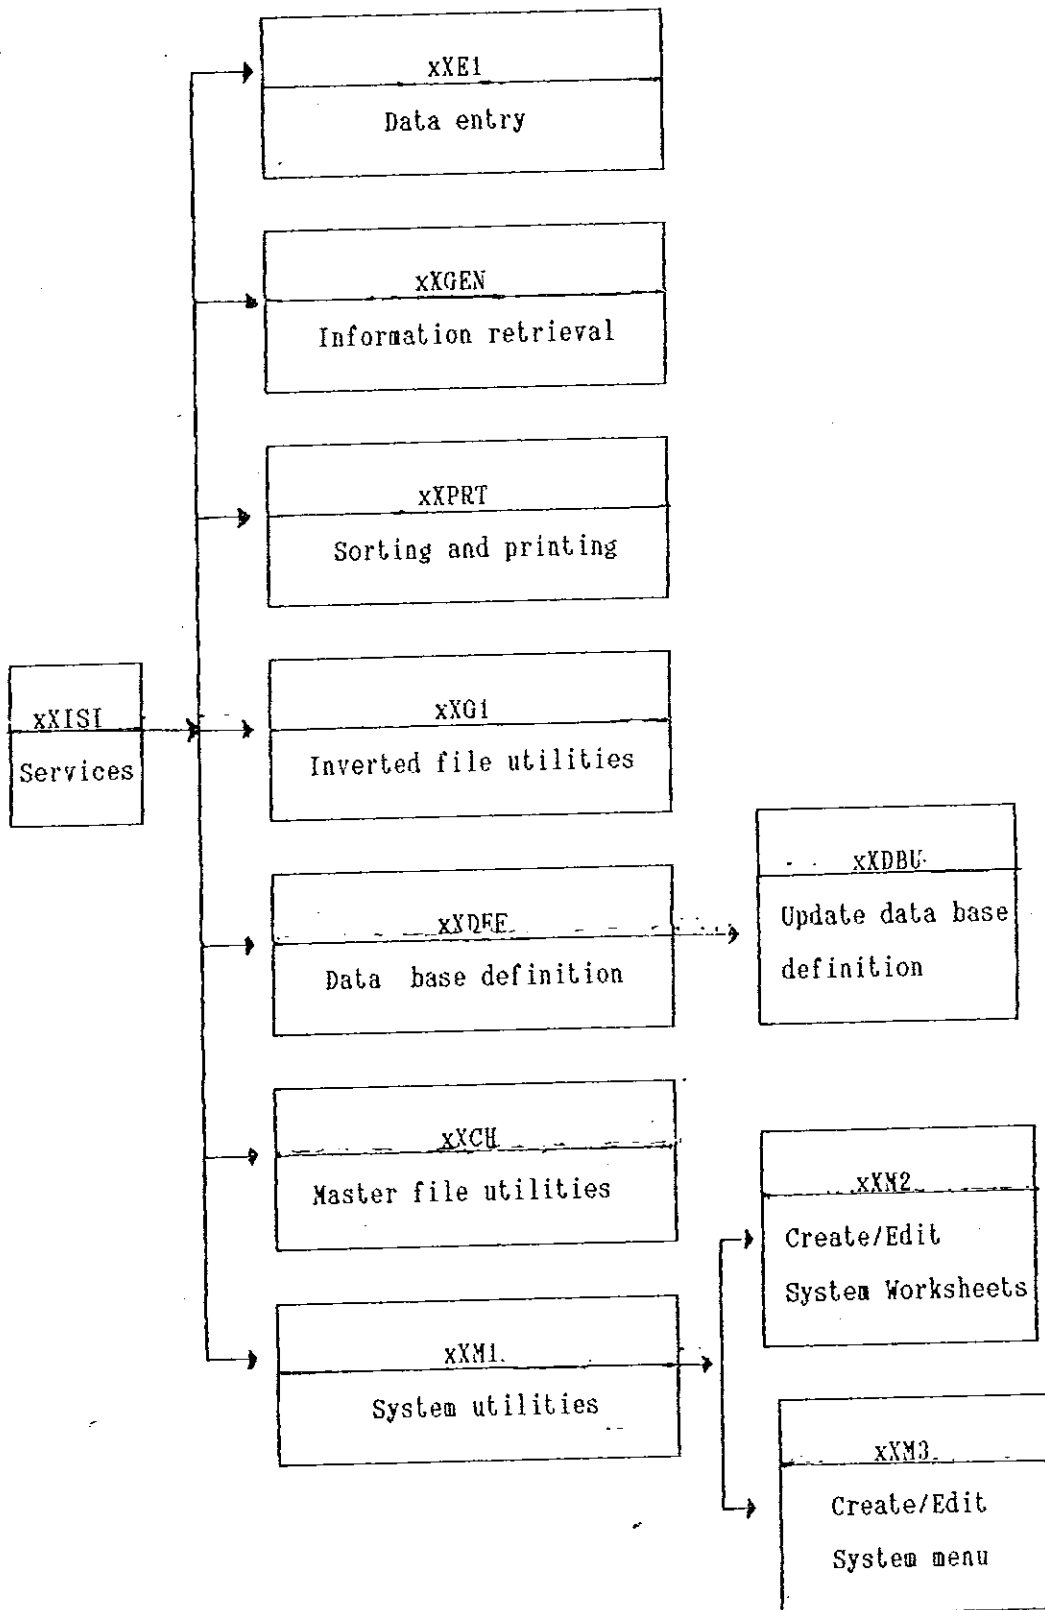 xXE1
Data entry
xXGEN
Information retrieval
xXPRT
Sorting and printing
xXISI
Services
xXG1
Inverted file utilities
xXDEF
Data base definition
xXDBU
Update data base
definition
xXCH
Master file utilities
xXM1
System utilities
xXM2
Create/Edit
System Worksheets
xXM3
Create/Edit
System menu